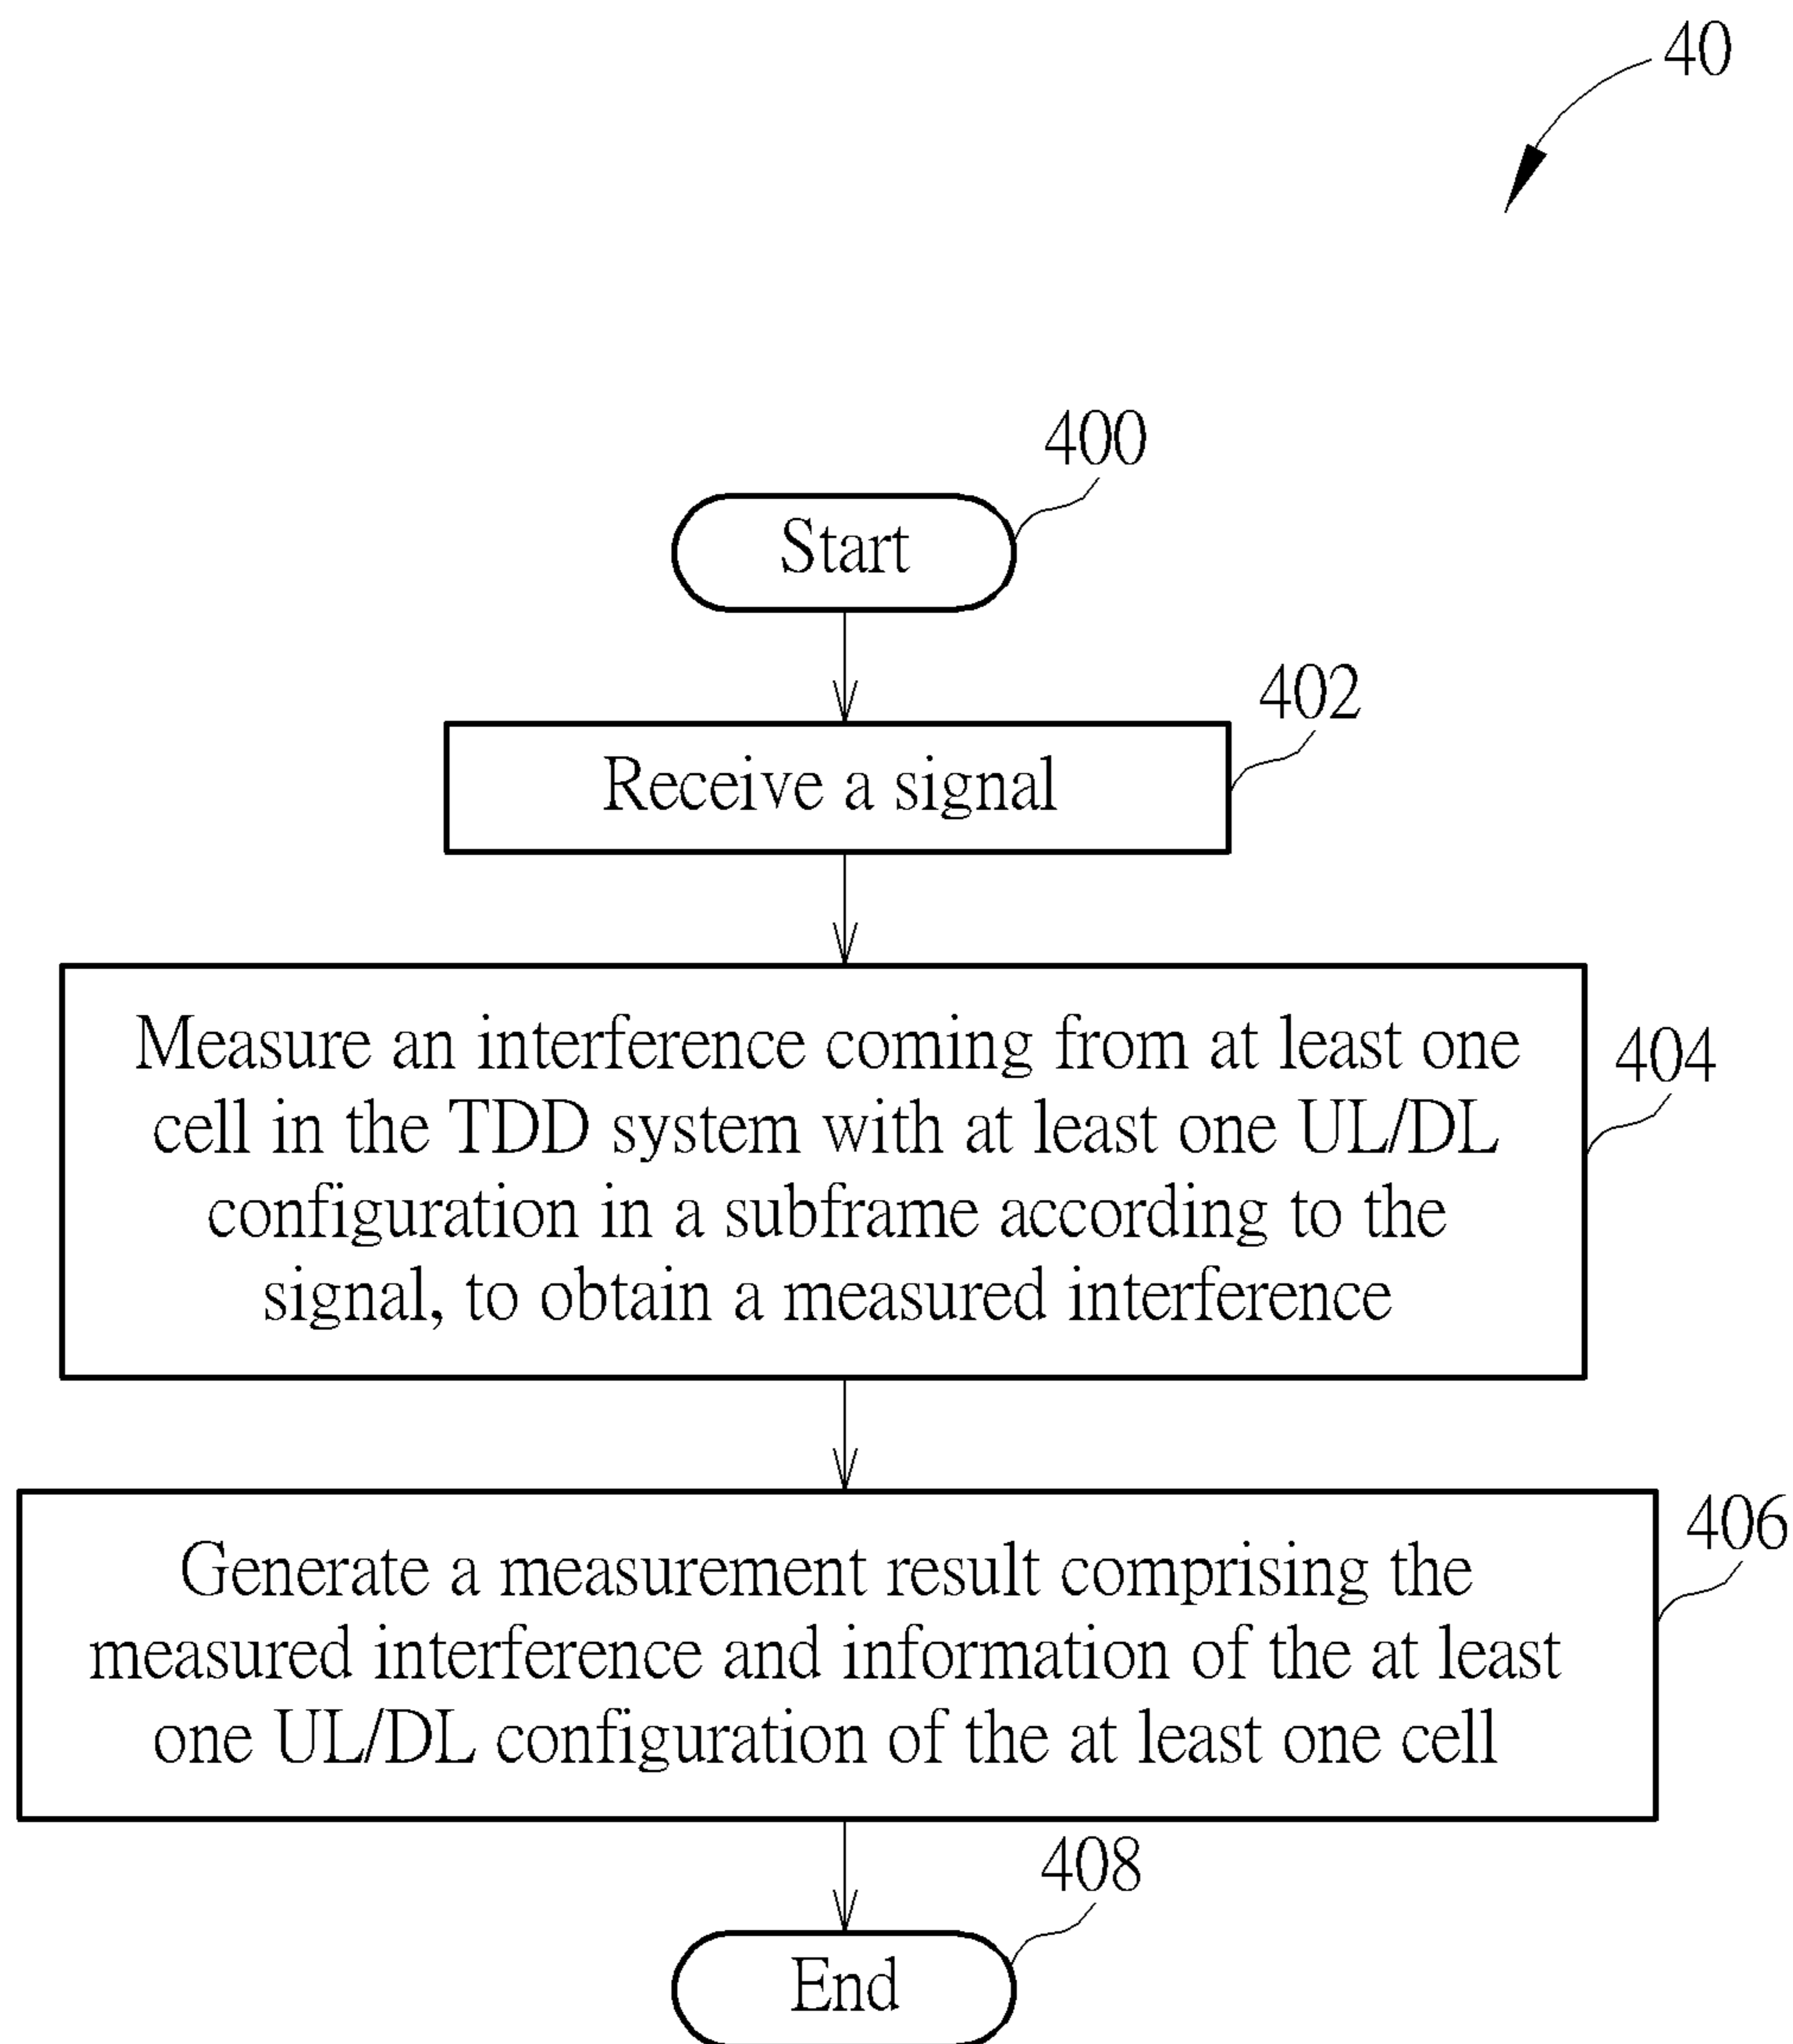 40
400
Start
402
Receive a signal
404
Measure an interference coming from at least one
cell in the TDD system with at least one UL/DL
configuration in a subframe according to the
signal, to obtain a measured interference
406
Generate a measurement result comprising the
measured interference and information of the at least
one UL/DL configuration of the at least one cell
408
End